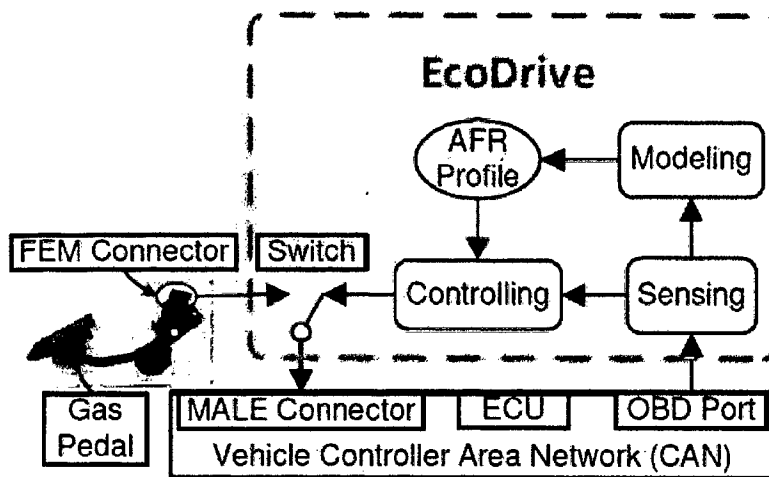 EcoDrive
AFR
Profile
Modeling
FEM Connector
Switch
Controlling
Sensing
Gas
Pedal
MALE Connector
ECU
OBD Port
Vehicle Controller Area Network (CAN)